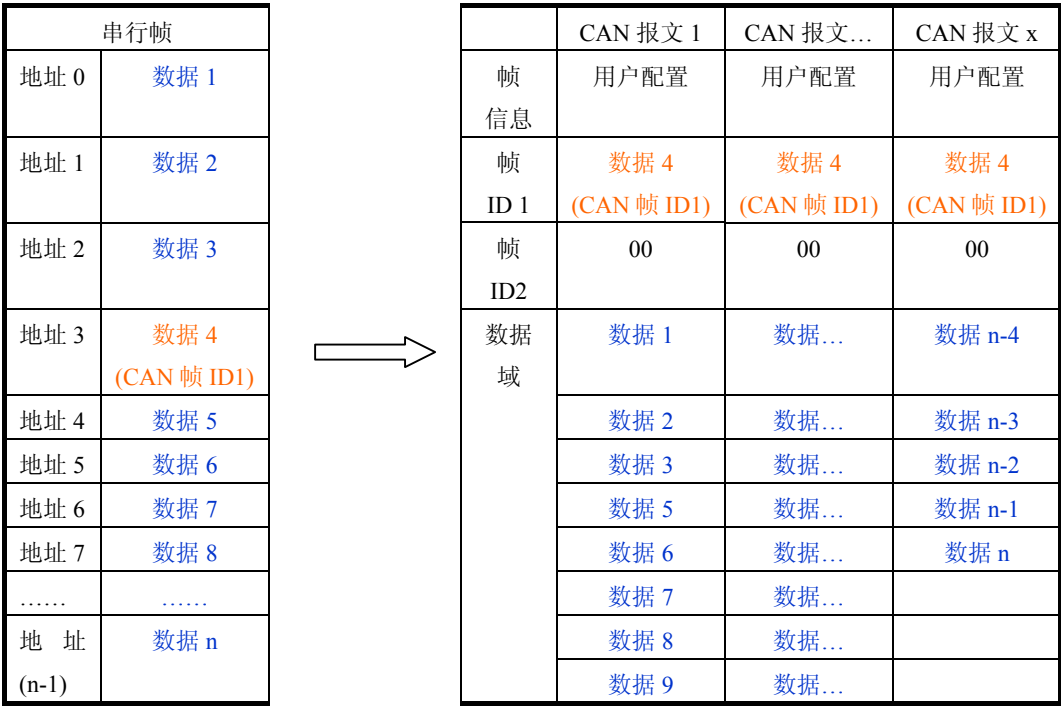 串行帧
地址 0 数据 1
地址 1 数据 2
地址 2 数据 3
地址 3 数据 4
(CAN 帧 ID1)
地址 4 数据 5
地址 5 数据 6
地址 6 数据 7
地址 7 数据 8
…… ……
地 址 数据 n
(n-1)
CAN 报文 1 CAN 报文… CAN 报文 x
帧 用户配置 用户配置 用户配置
信息
帧 数据 4 数据 4 数据 4
ID 1 (CAN 帧 ID1) (CAN 帧 ID1) (CAN 帧 ID1)
帧 00 00 00
ID2
数据 数据 1 数据… 数据 n-4
域
数据 2 数据… 数据 n-3
数据 3 数据… 数据 n-2
数据 5 数据… 数据 n-1
数据 6 数据… 数据 n
数据 7 数据…
数据 8 数据…
数据 9 数据…